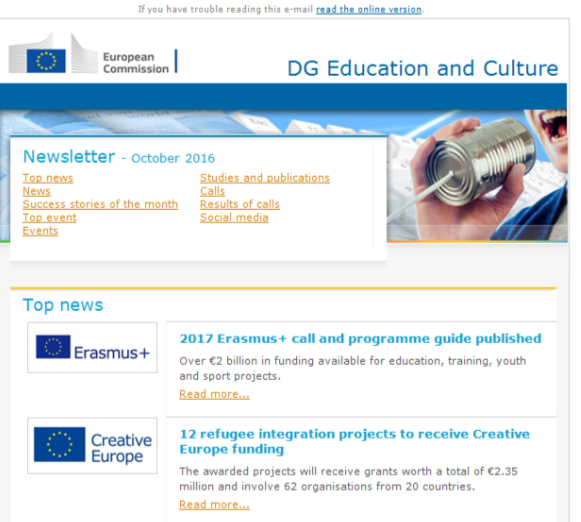 If you have trouble reading this e-mail read the online version.
European
Commission
DG Education and Culture
Newsletter - October 2016
Top news
News
Success stories of the month
Top event
Events
Studies and publications
Calls
Results of calls
Social media
Top news
Erasmus+
2017 Erasmus+ call and programme guide published
Over €2 billion in funding available for education, training, youth
and sport projects.
Read more...
Creative
Europe
12 refugee integration projects to receive Creative
Europe funding
The awarded projects will receive grants worth a total of €2.35
million and involve 62 organisations from 20 countries.
Read more...